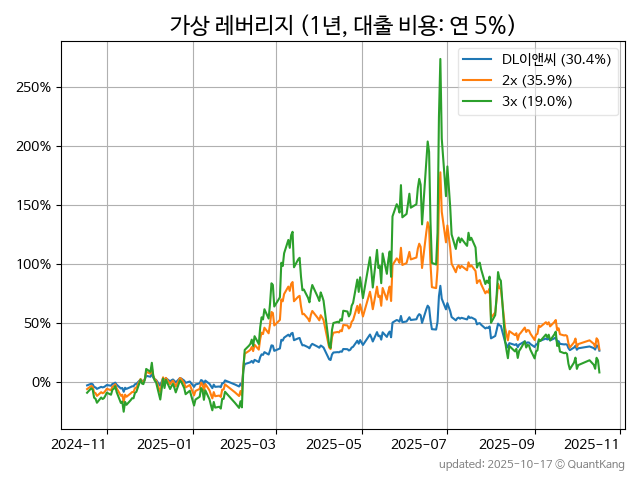 가상 레버리지 (1년, 대출 비용: 연 5%)
DL이앤씨 (30.4%)
2x (35.9%)
3x (19.0%)
250%
200%
150%
100%
50%
0%
2024-11 2025-01 2025-03 2025-05 2025-07 2025-09 2025-11
updated: 2025-10-17 © QuantKang